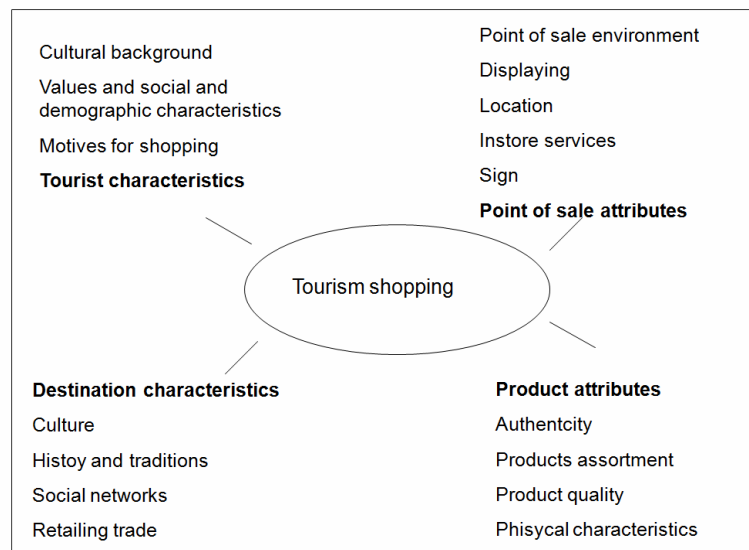 Cultural background
Values and social and
demographic characteristics
Motives for shopping
Tourist characteristics
Point of sale environment
Displaying
Location
Instore services
Sign
Point of sale attributes
Tourism shopping
Destination characteristics
Culture
Histoy and traditions
Social networks
Retailing trade
Product attributes
Authentcity
Products assortment
Product quality
Phisycal characteristics